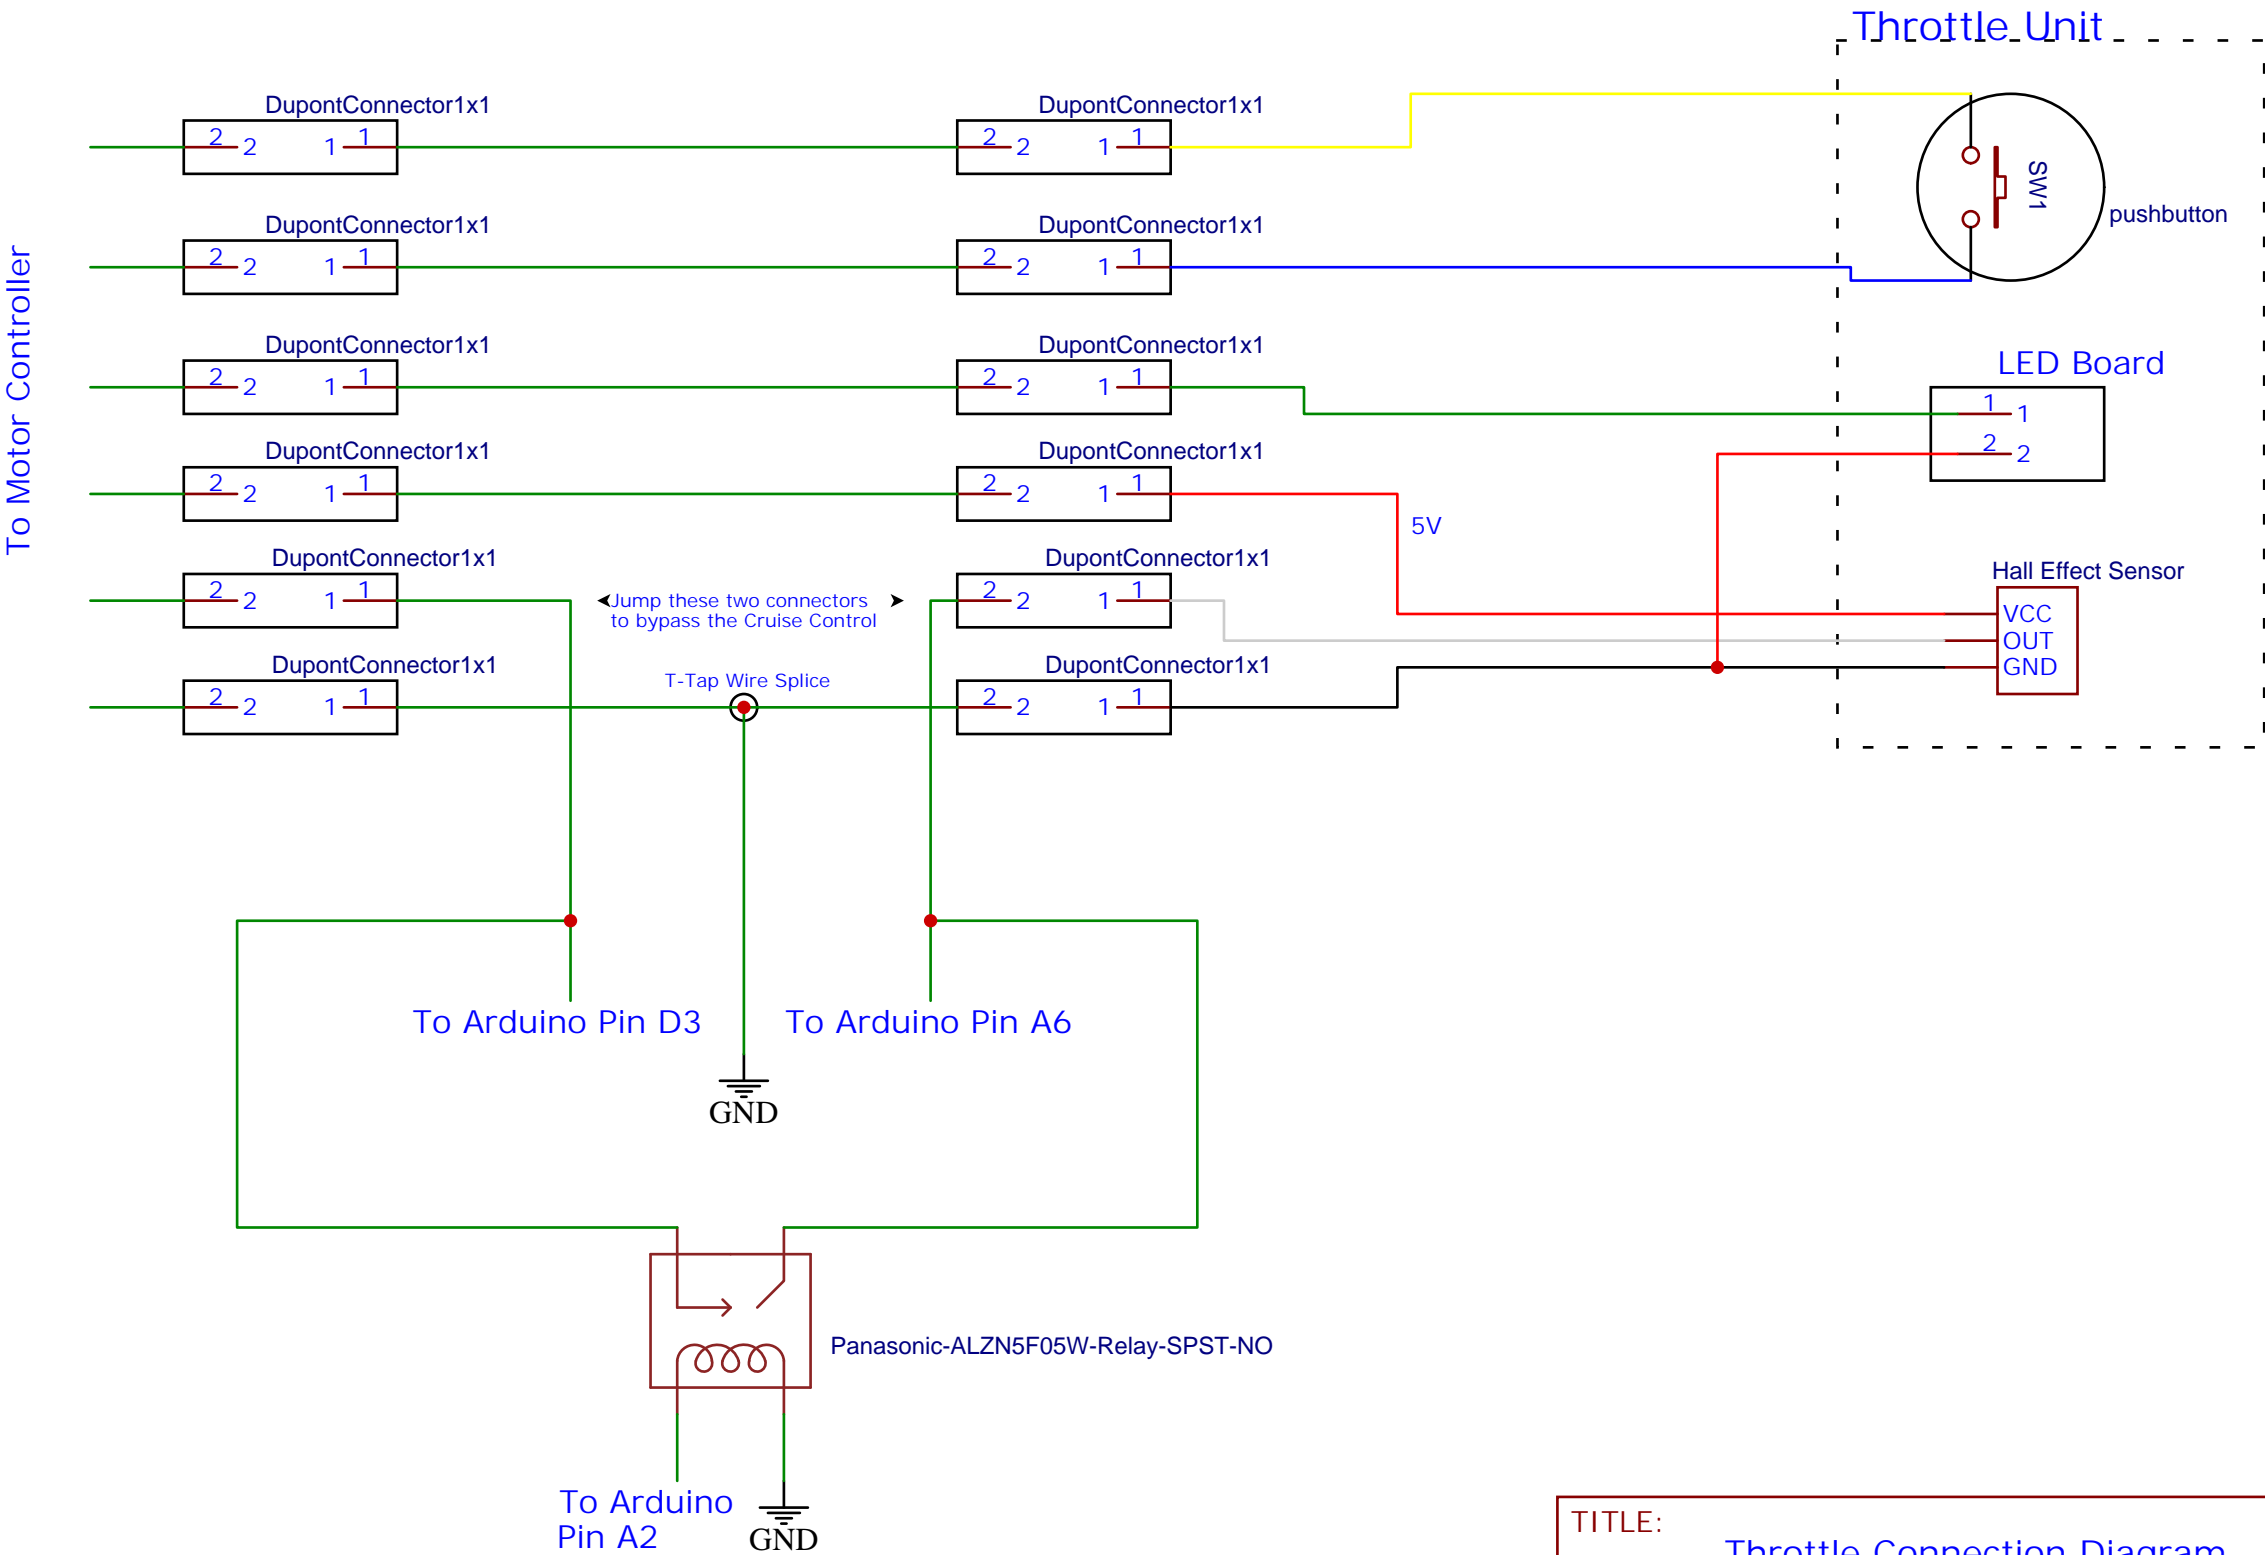 Throttle Unit
DupontConnector1x1
DupontConnector1x1
2 2 1 1
2 2 1 1
SW1
pushbutton
DupontConnector1x1
DupontConnector1x1
2 2 1 1
2 2 1 1
To Motor Controller
DupontConnector1x1
DupontConnector1x1
2 2 1 1
2 2 1 1
LED Board
1 1
2 2
DupontConnector1x1
DupontConnector1x1
2 2 1 1
2 2 1 1
5V
DupontConnector1x1
DupontConnector1x1
2 2 1 1
2 2 1 1
Jump these two connectors
to bypass the Cruise Control
Hall Effect Sensor
VCC
OUT
GND
DupontConnector1x1
DupontConnector1x1
T-Tap Wire Splice
2 2 1 1
2 2 1 1
To Arduino Pin D3
To Arduino Pin A6
GND
Panasonic-ALZN5F05W-Relay-SPST-NO
To Arduino
Pin A2
GND
TITLE:
Throttle Connection Diagram